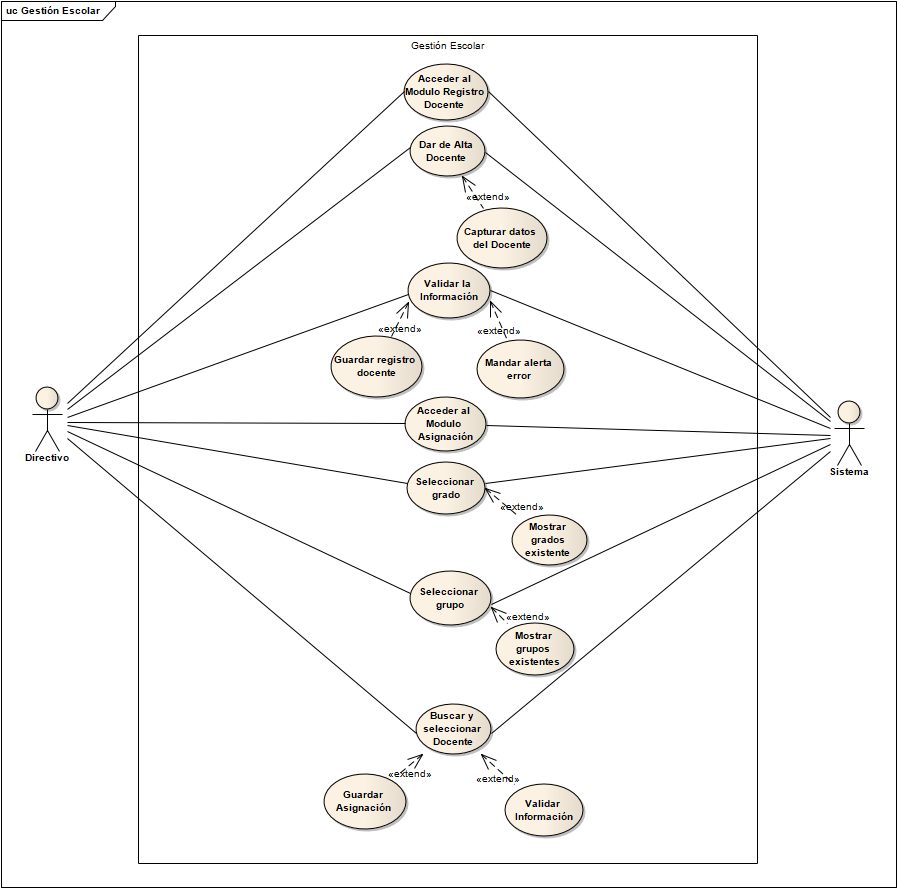 uc Gestión Escolar
Gestión Escolar
Acceder al
Modulo Registro
Docente
Dar de Alta
Docente
«extend»
Capturar datos
del Docente
Validar la
Información
«extend»
«extend»
Guardar registro
docente
Mandar alerta
error
Acceder al
Modulo
Asignación
Directivo
Sistema
Seleccionar
grado
«extend»
Mostrar
grados
existente
Seleccionar
grupo
«extend»
Mostrar
grupos
existentes
Buscar y
seleccionar
Docente
«extend»
«extend»
Guardar
Asignación
Validar
Información